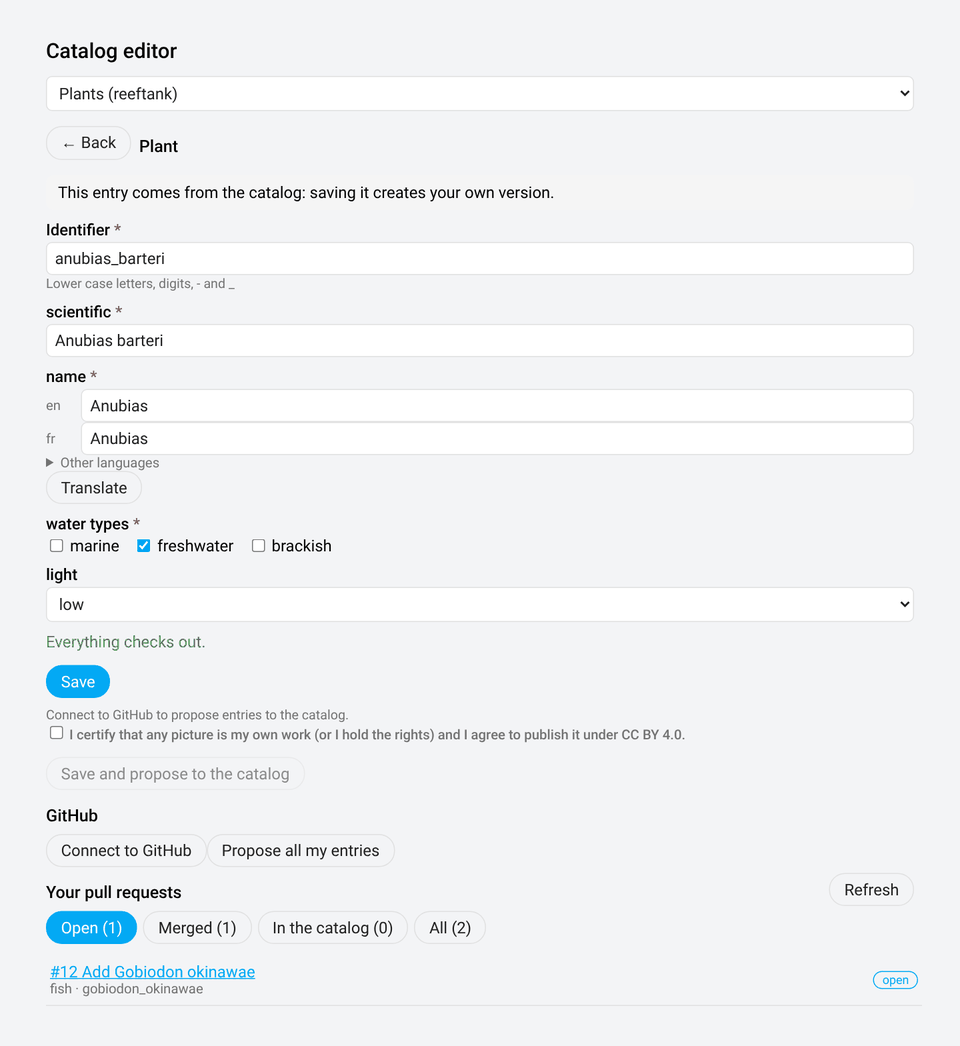 Catalog editor
Plants (reeftank)
← Back
Plant
This entry comes from the catalog: saving it creates your own version.
Identifier *
anubias_barteri
Lower case letters, digits, - and _
scientific *
Anubias barteri
name *
en Anubias
fr Anubias
▶ Other languages
Translate
water types *
marine freshwater brackish
light
low
Everything checks out.
Save
Connect to GitHub to propose entries to the catalog.
I certify that any picture is my own work (or I hold the rights) and I agree to publish it under CC BY 4.0.
Save and propose to the catalog
GitHub
Connect to GitHub Propose all my entries
Your pull requests Refresh
Open (1) Merged (1) In the catalog (0) All (2)
#12 Add Gobiodon okinawae
fish · gobiodon_okinawae open